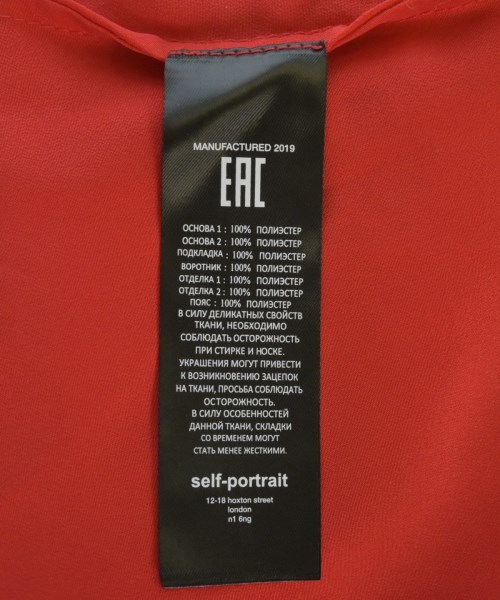 MANUFACTURED 2019
EAC
ОСНОВА 1 : 100% ПОЛИЭСТЕР
ОСНОВА 2 : 100% ПОЛИЭСТЕР
ПОДКЛАДКА : 100% ПОЛИЭСТЕР
ВОРОТНИК : 100% ПОЛИЭСТЕР
ОТДЕЛКА 1 : 100% ПОЛИЭСТЕР
ОТДЕЛКА 2 : 100% ПОЛИЭСТЕР
ПОЯС : 100% ПОЛИЭСТЕР
В СИЛУ ДЕЛИКАТНЫХ СВОЙСТВ
ТКАНИ, НЕОБХОДИМО
СОБЛЮДАТЬ ОСТОРОЖНОСТЬ
ПРИ СТИРКЕ И НОСКЕ.
УКРАШЕНИЯ МОГУТ ПРИВЕСТИ
К ВОЗНИКНОВЕНИЮ ЗАЦЕПОК
НА ТКАНИ, ПРОСЬБА СОБЛЮДАТЬ
ОСТОРОЖНОСТЬ.
В СИЛУ ОСОБЕННОСТЕЙ
ДАННОЙ ТКАНИ, СКЛАДКИ
СО ВРЕМЕНЕМ МОГУТ
СТАТЬ МЕНЕЕ ЖЕСТКИМИ.
self-portrait
12-18 hoxton street
london
n1 6ng